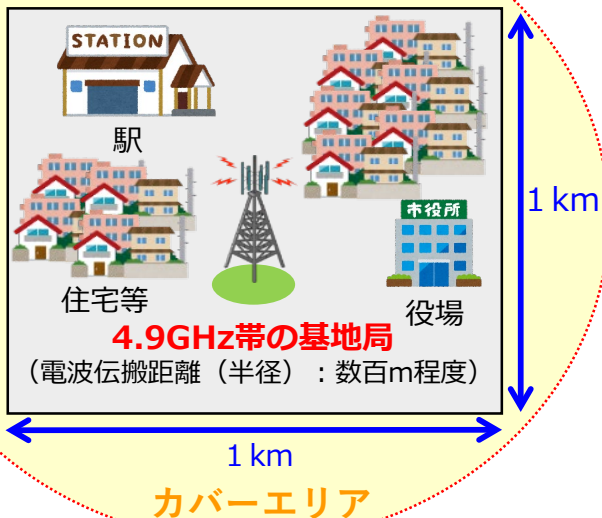 STATION
駅
市役所
1 km
住宅等
役場
4.9GHz帯の基地局
（電波伝搬距離（半径）：数百m程度）
1 km
カバーエリア